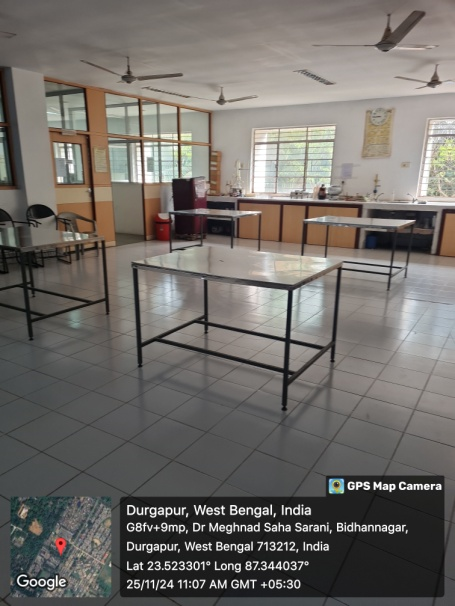 GPS Map Camera
Durgapur, West Bengal, India
G8fv+9mp, Dr Meghnad Saha Sarani, Bidhannagar,
Durgapur, West Bengal 713212, India
Lat 23.523301° Long 87.344037°
25/11/24 11:07 AM GMT +05:30
Google